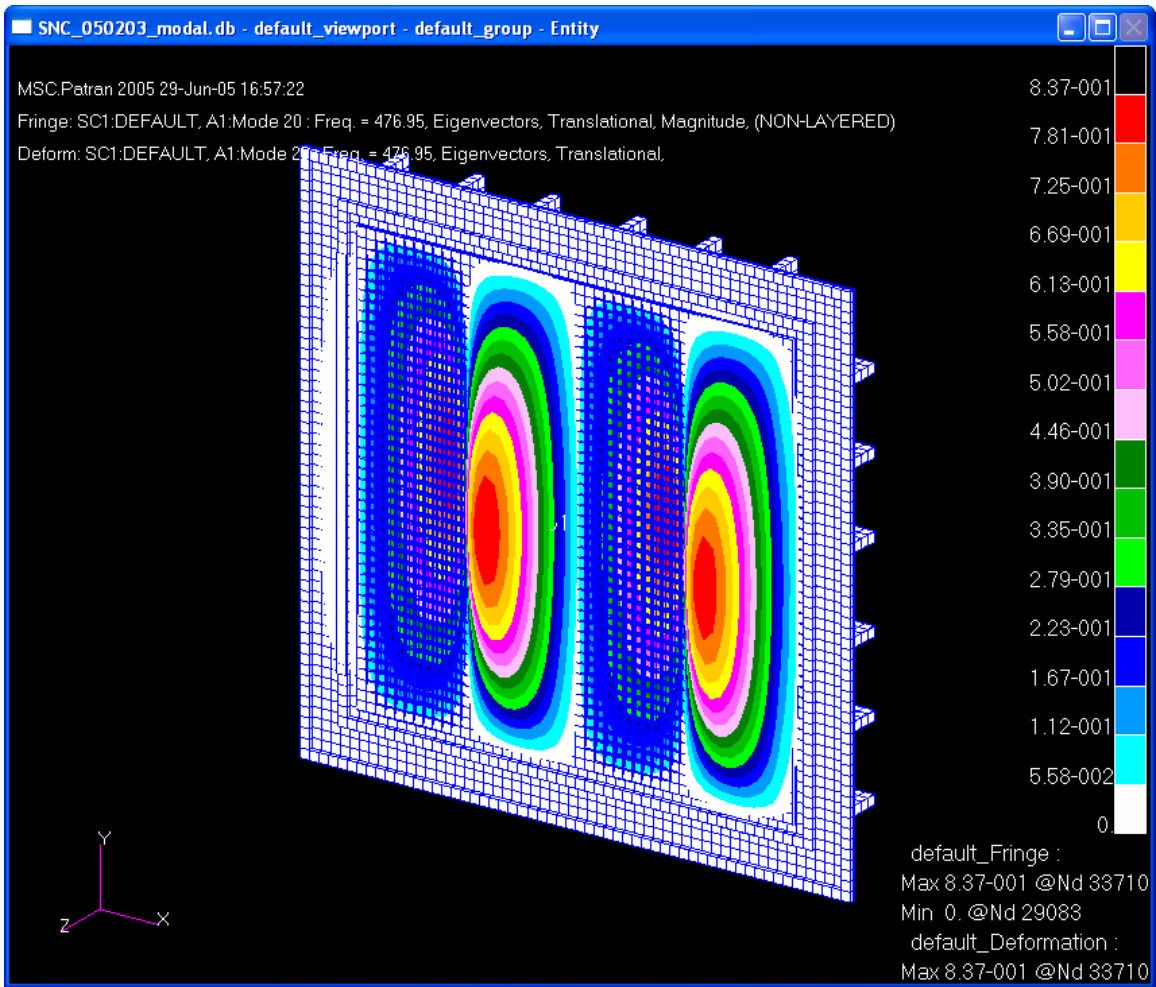 SNC_050203_modal.db - default_viewport - default_group - Entity
MSC.Patran 2005 29-Jun-05 16:57:22
Fringe: SC1:DEFAULT, A1:Mode 20 : Freq. = 476.95, Eigenvectors, Translational, Magnitude, (NON-LAYERED)
Deform: SC1:DEFAULT, A1:Mode 2 Freq. = 476.95, Eigenvectors, Translational,
8.37-001
7.81-001
7.25-001
6.69-001
6.13-001
5.58-001
5.02-001
4.46-001
3.90-001
3.35-001
2.79-001
2.23-001
1.67-001
1.12-001
5.58-002
0.
default_Fringe :
Max 8.37-001 @Nd 33710
Min 0. @Nd 29083
default_Deformation :
Max 8.37-001 @Nd 33710
Y
Z
X